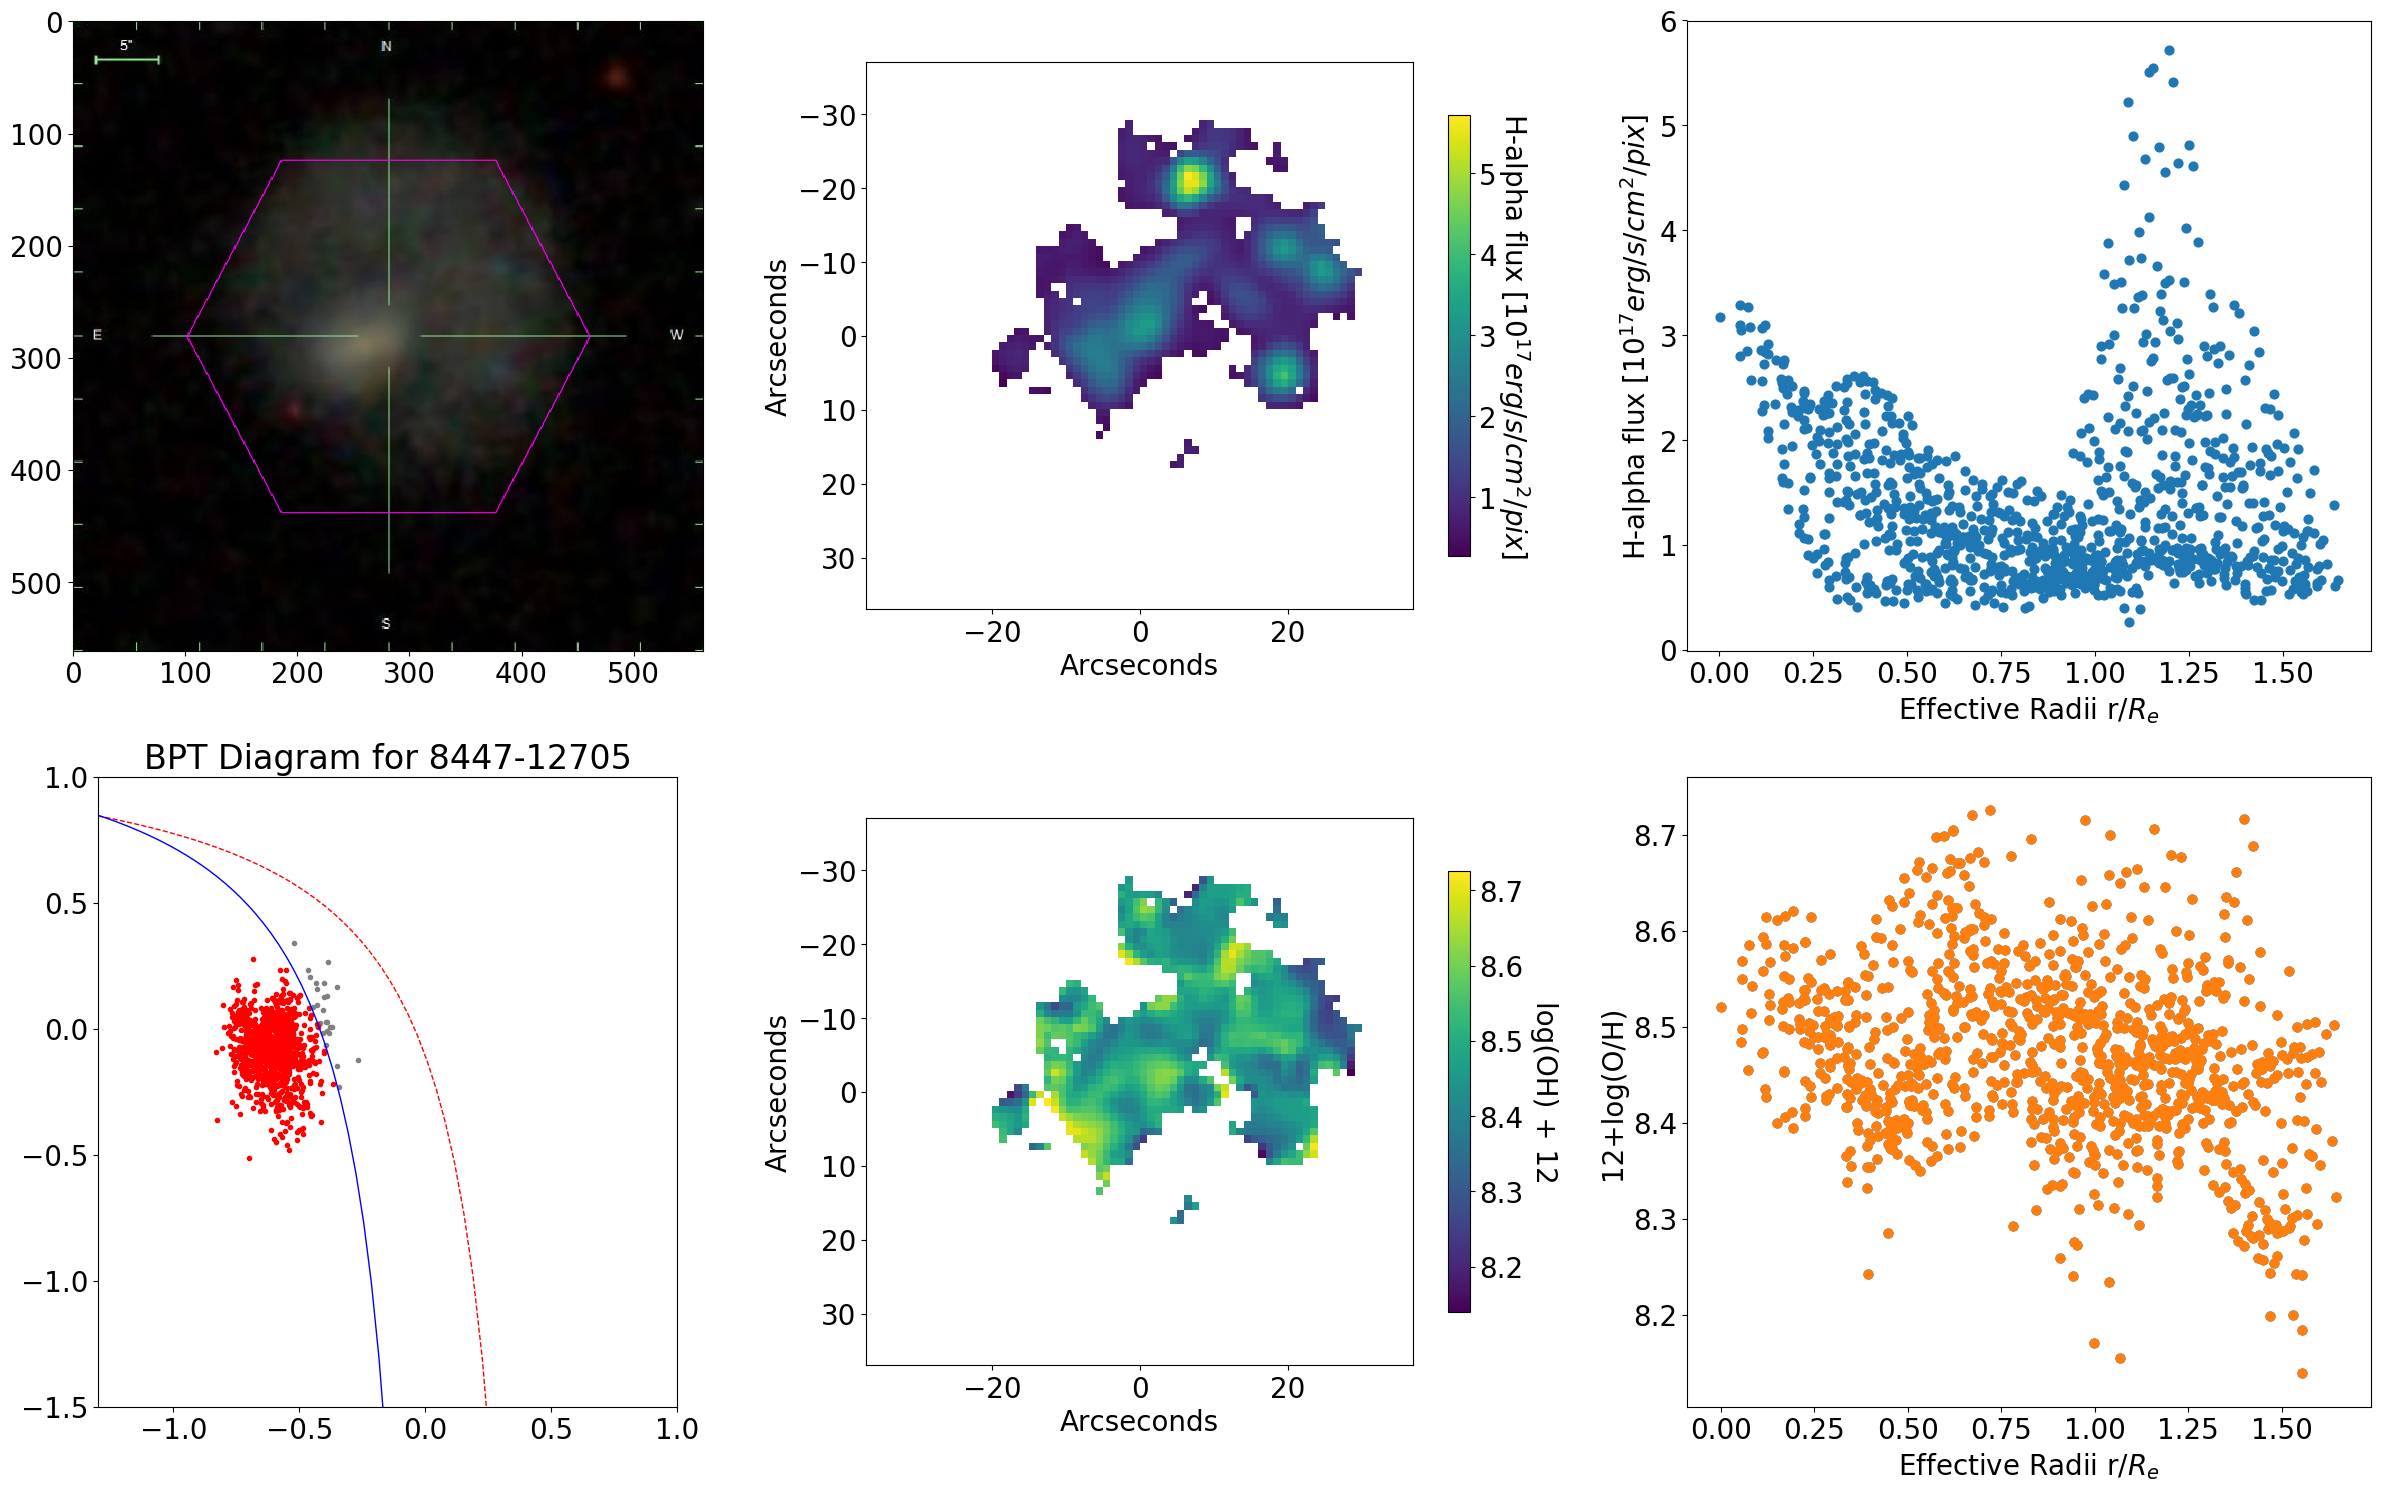 0
100
200
300
400
500
0 100 200 300 400 500
5"
N
E
W
S
−30
−20
−10
0
10
20
30
−20 0 20
Arcseconds
Arcseconds
5
4
3
2
1
H-alpha flux [10^17 erg/s/cm^2/pix]
6
5
4
3
2
1
0
H-alpha flux [10^17 erg/s/cm^2/pix]
0.00 0.25 0.50 0.75 1.00 1.25 1.50
Effective Radii r/R_e
BPT Diagram for 8447-12705
1.0
0.5
0.0
−0.5
−1.0
−1.5
−1.0 −0.5 0.0 0.5 1.0
−30
−20
−10
0
10
20
30
−20 0 20
Arcseconds
Arcseconds
8.7
8.6
8.5
8.4
8.3
8.2
log(OH) + 12
8.7
8.6
8.5
8.4
8.3
8.2
12+log(O/H)
0.00 0.25 0.50 0.75 1.00 1.25 1.50
Effective Radii r/R_e